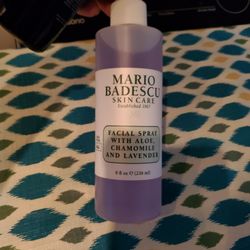 MARIO
BADESCU
SKIN CARE
Established 1967
FACIAL SPRAY
WITH ALOE,
CHAMOMILE
AND LAVENDER
8 fl oz (236 ml)